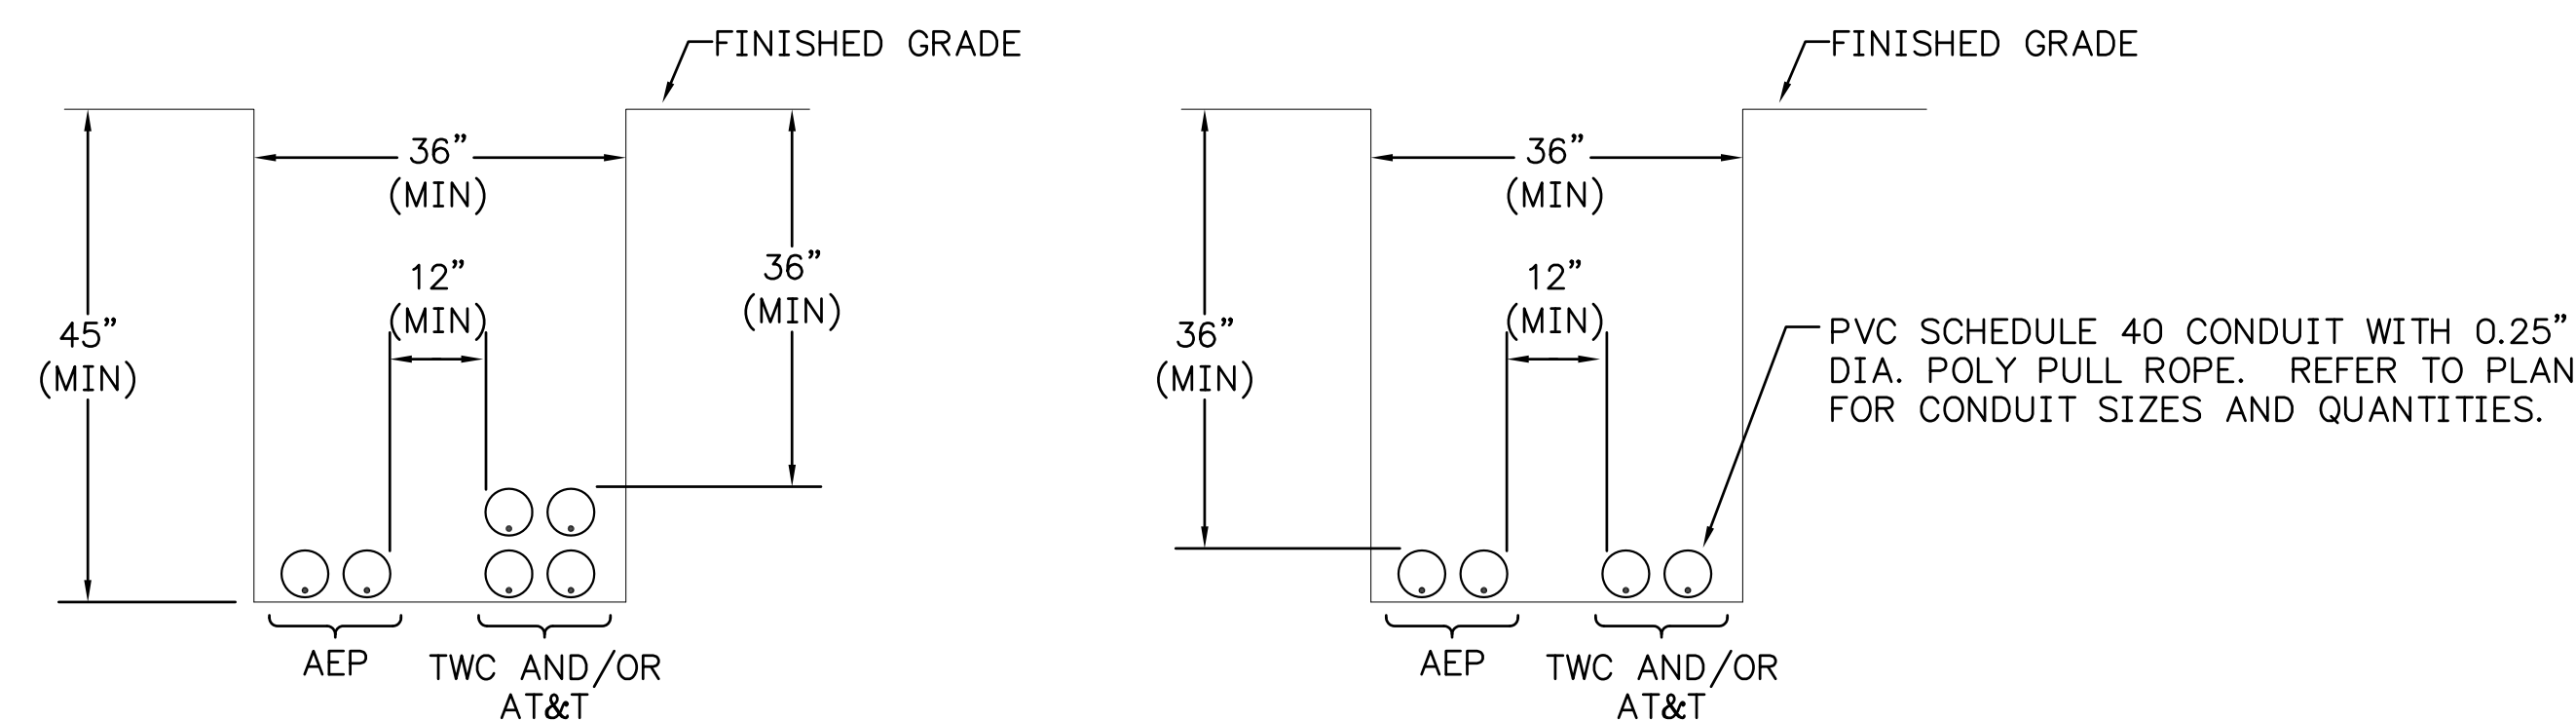 FINISHED GRADE
36”
(MIN)
12”
(MIN)
36”
(MIN)
45”
(MIN)
AEP
TWC AND/OR
AT&T
FINISHED GRADE
36”
(MIN)
12”
(MIN)
36”
(MIN)
PVC SCHEDULE 40 CONDUIT WITH 0.25”
DIA. POLY PULL ROPE. REFER TO PLAN
FOR CONDUIT SIZES AND QUANTITIES.
AEP
TWC AND/OR
AT&T